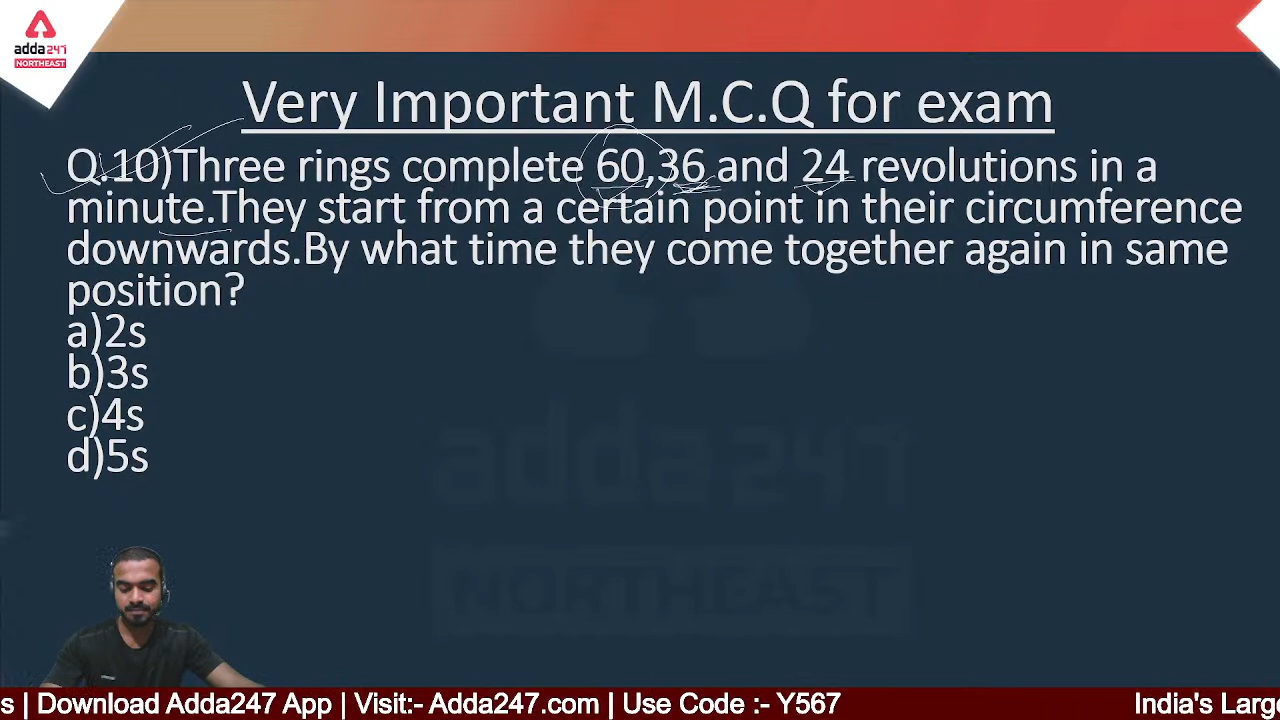 adda247
NORTHEAST
Very Important M.C.Q for exam
Q.10)Three rings complete 60,36 and 24 revolutions in a
minute.They start from a certain point in their circumference
downwards.By what time they come together again in same
position?
a)2s
b)3s
c)4s
d)5s
adda247
NORTHEAST
s | Download Adda247 App | Visit:- Adda247.com | Use Code :- Y567
India's Large